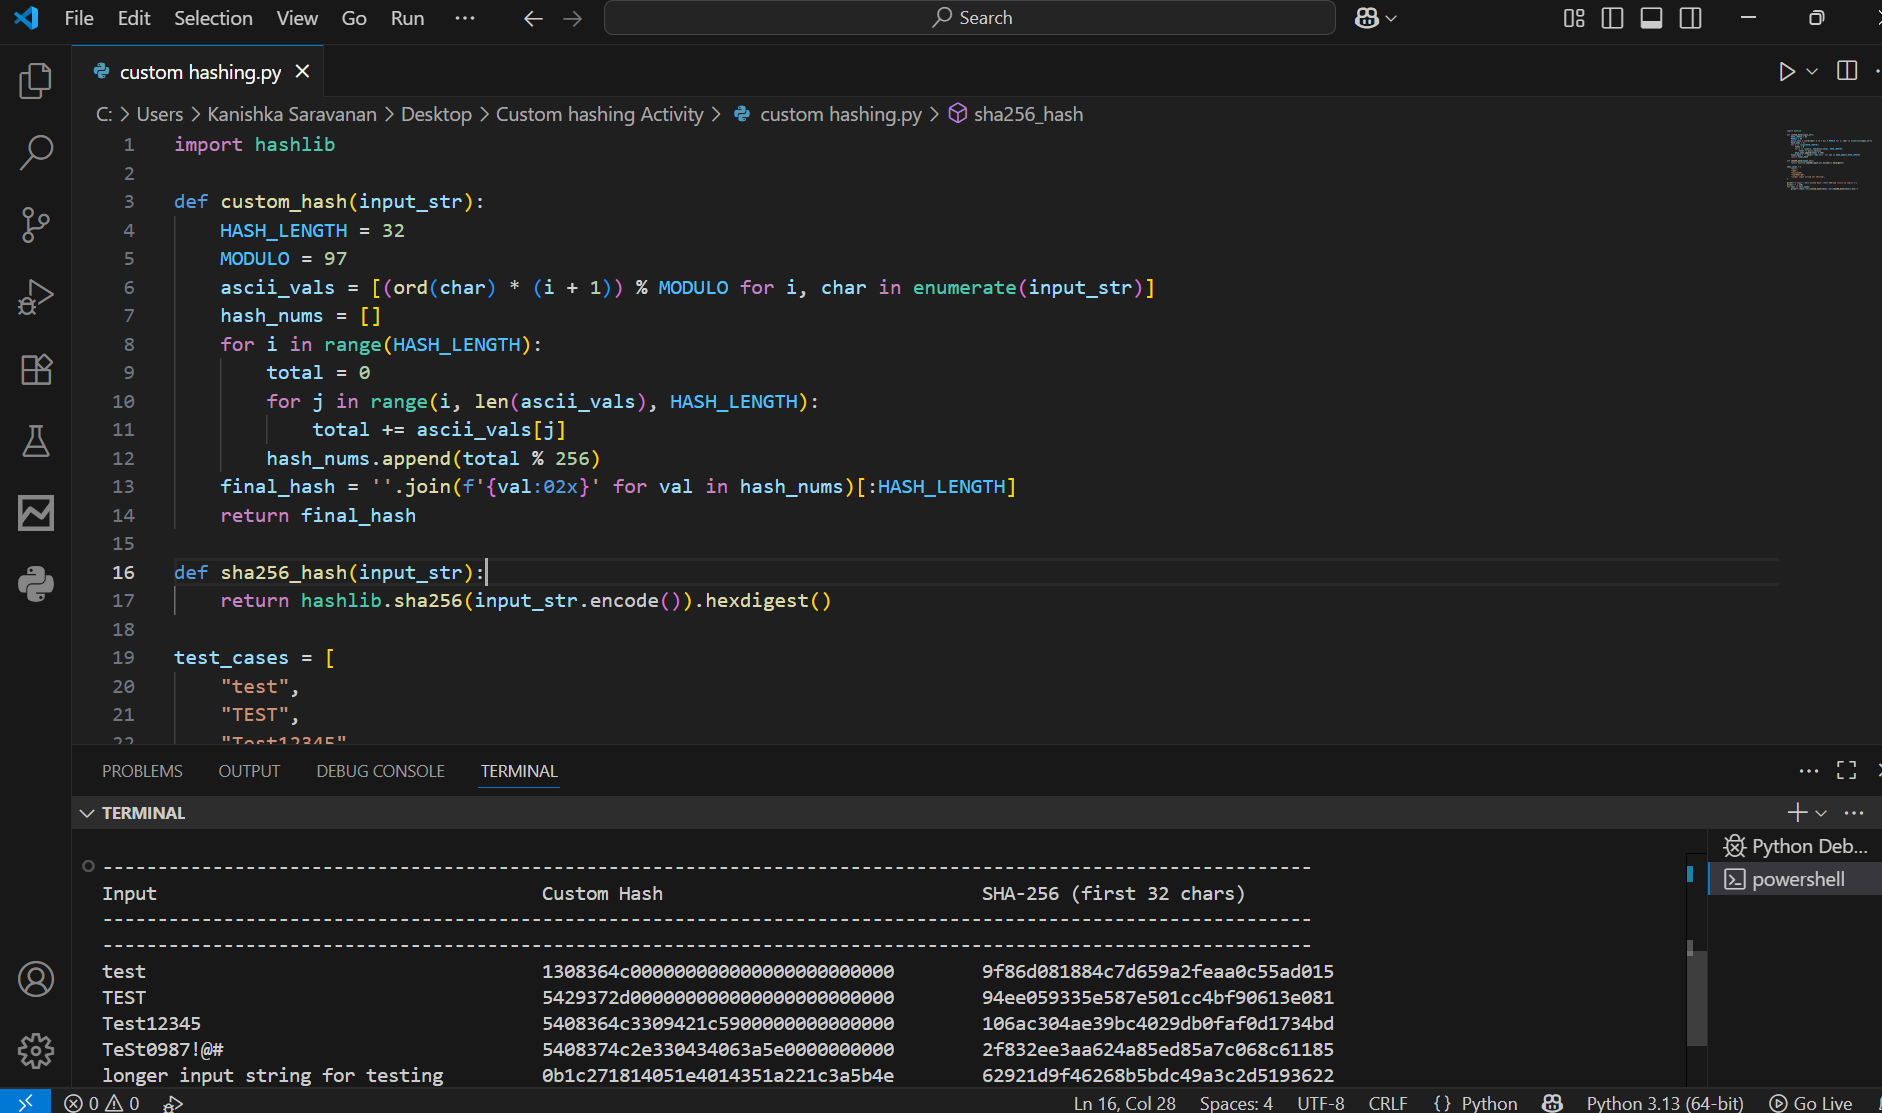 File Edit Selection View Go Run ··· Search
custom hashing.py
C: > Users > Kanishka Saravanan > Desktop > Custom hashing Activity > custom hashing.py > sha256_hash
1 import hashlib
2
3 def custom_hash(input_str):
4 HASH_LENGTH = 32
5 MODULO = 97
6 ascii_vals = [(ord(char) * (i + 1)) % MODULO for i, char in enumerate(input_str)]
7 hash_nums = []
8 for i in range(HASH_LENGTH):
9 total = 0
10 for j in range(i, len(ascii_vals), HASH_LENGTH):
11 total += ascii_vals[j]
12 hash_nums.append(total % 256)
13 final_hash = ''.join(f'{val:02x}' for val in hash_nums)[:HASH_LENGTH]
14 return final_hash
15
16 def sha256_hash(input_str):
17 return hashlib.sha256(input_str.encode()).hexdigest()
18
19 test_cases = [
20 "test",
21 "TEST",
22 "Test12345"
PROBLEMS OUTPUT DEBUG CONSOLE TERMINAL ···
TERMINAL ···
Python Deb...
powershell
--------------------------------------------------------------------------------------------------------------
Input Custom Hash SHA-256 (first 32 chars)
--------------------------------------------------------------------------------------------------------------
--------------------------------------------------------------------------------------------------------------
test 1308364c000000000000000000000000 9f86d081884c7d659a2feaa0c55ad015
TEST 5429372d000000000000000000000000 94ee059335e587e501cc4bf90613e081
Test12345 5408364c3309421c5900000000000000 106ac304ae39bc4029db0faf0d1734bd
TeSt0987!@# 5408374c2e330434063a5e0000000000 2f832ee3aa624a85ed85a7c068c61185
longer input string for testing 0b1c271814051e4014351a221c3a5b4e 62921d9f46268b5bdc49a3c2d5193622
0 0 Ln 16, Col 28 Spaces: 4 UTF-8 CRLF {} Python Python 3.13 (64-bit) Go Live